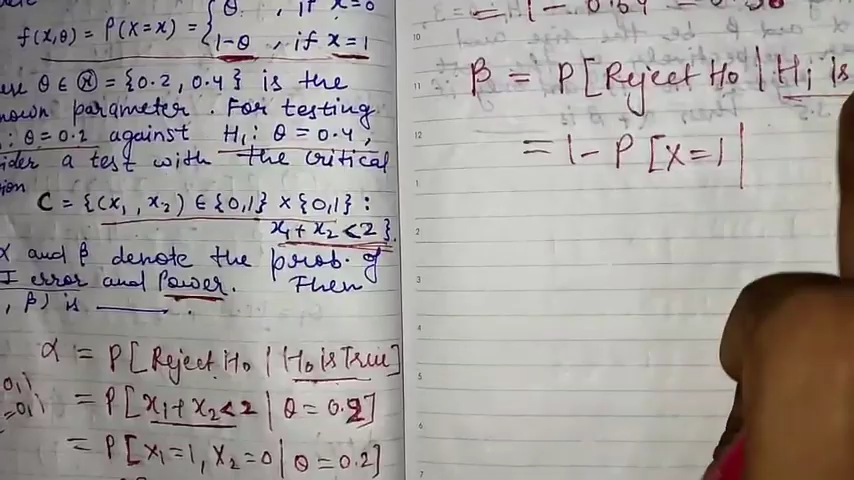 θ , if x=0
f(x,θ) = P(X=x) = {
1-θ , if x=1
θ ∈ Ⓗ = {0.2, 0.4} is the
parameter. For testing
: θ=0.2 against H₁: θ=0.4,
a test with the critical
C = {(x₁, x₂) ∈ {0,1} × {0,1} :
x₁+x₂<2}.
α and β denote the prob. of
I error and Power. Then
, β) is ______.
α = P[Reject H₀ | H₀ is True]
= P[x₁+x₂<2 | θ = 0.2]
= P[X₁=1, X₂=0 | θ=0.2]
β = P[Reject H₀ | H₁ is
= 1 - P[X=1 |